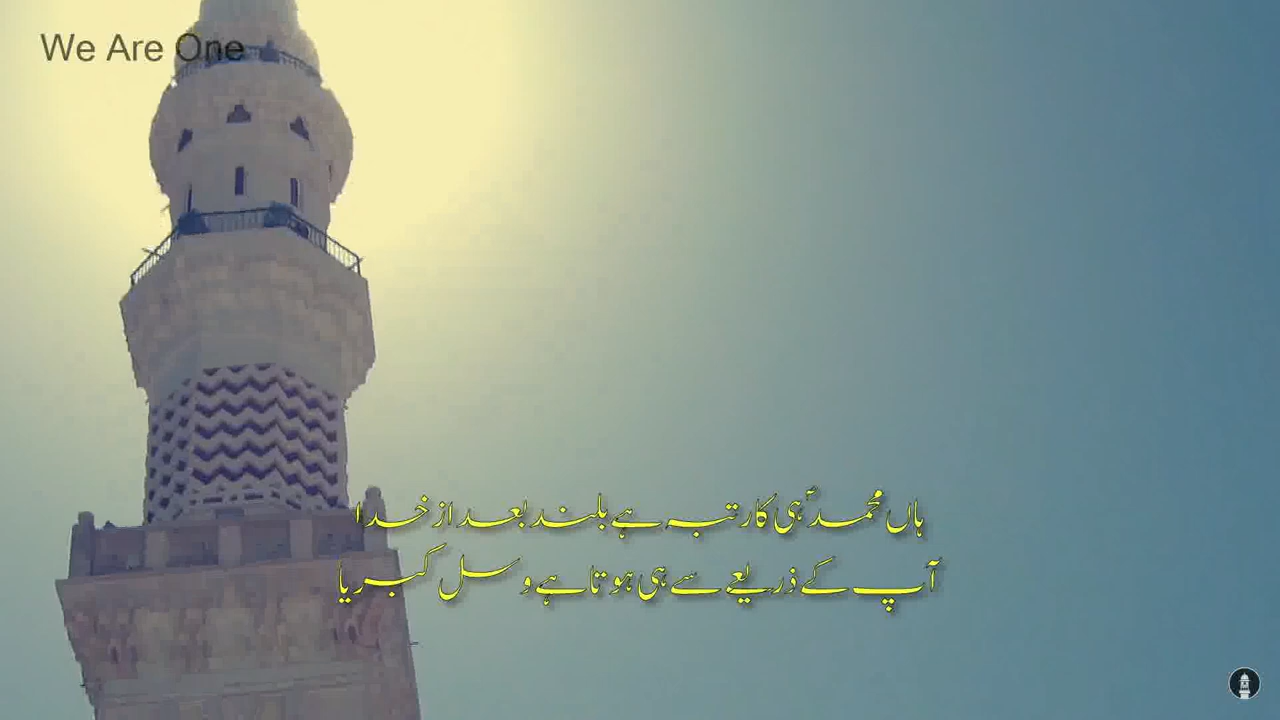 We Are One
ہاں محمدؐ ہی کا رتبہ ہے بلند بعد از خدا
آپ کے ذریعے سے ہی ہوتا ہے وصل کبریا